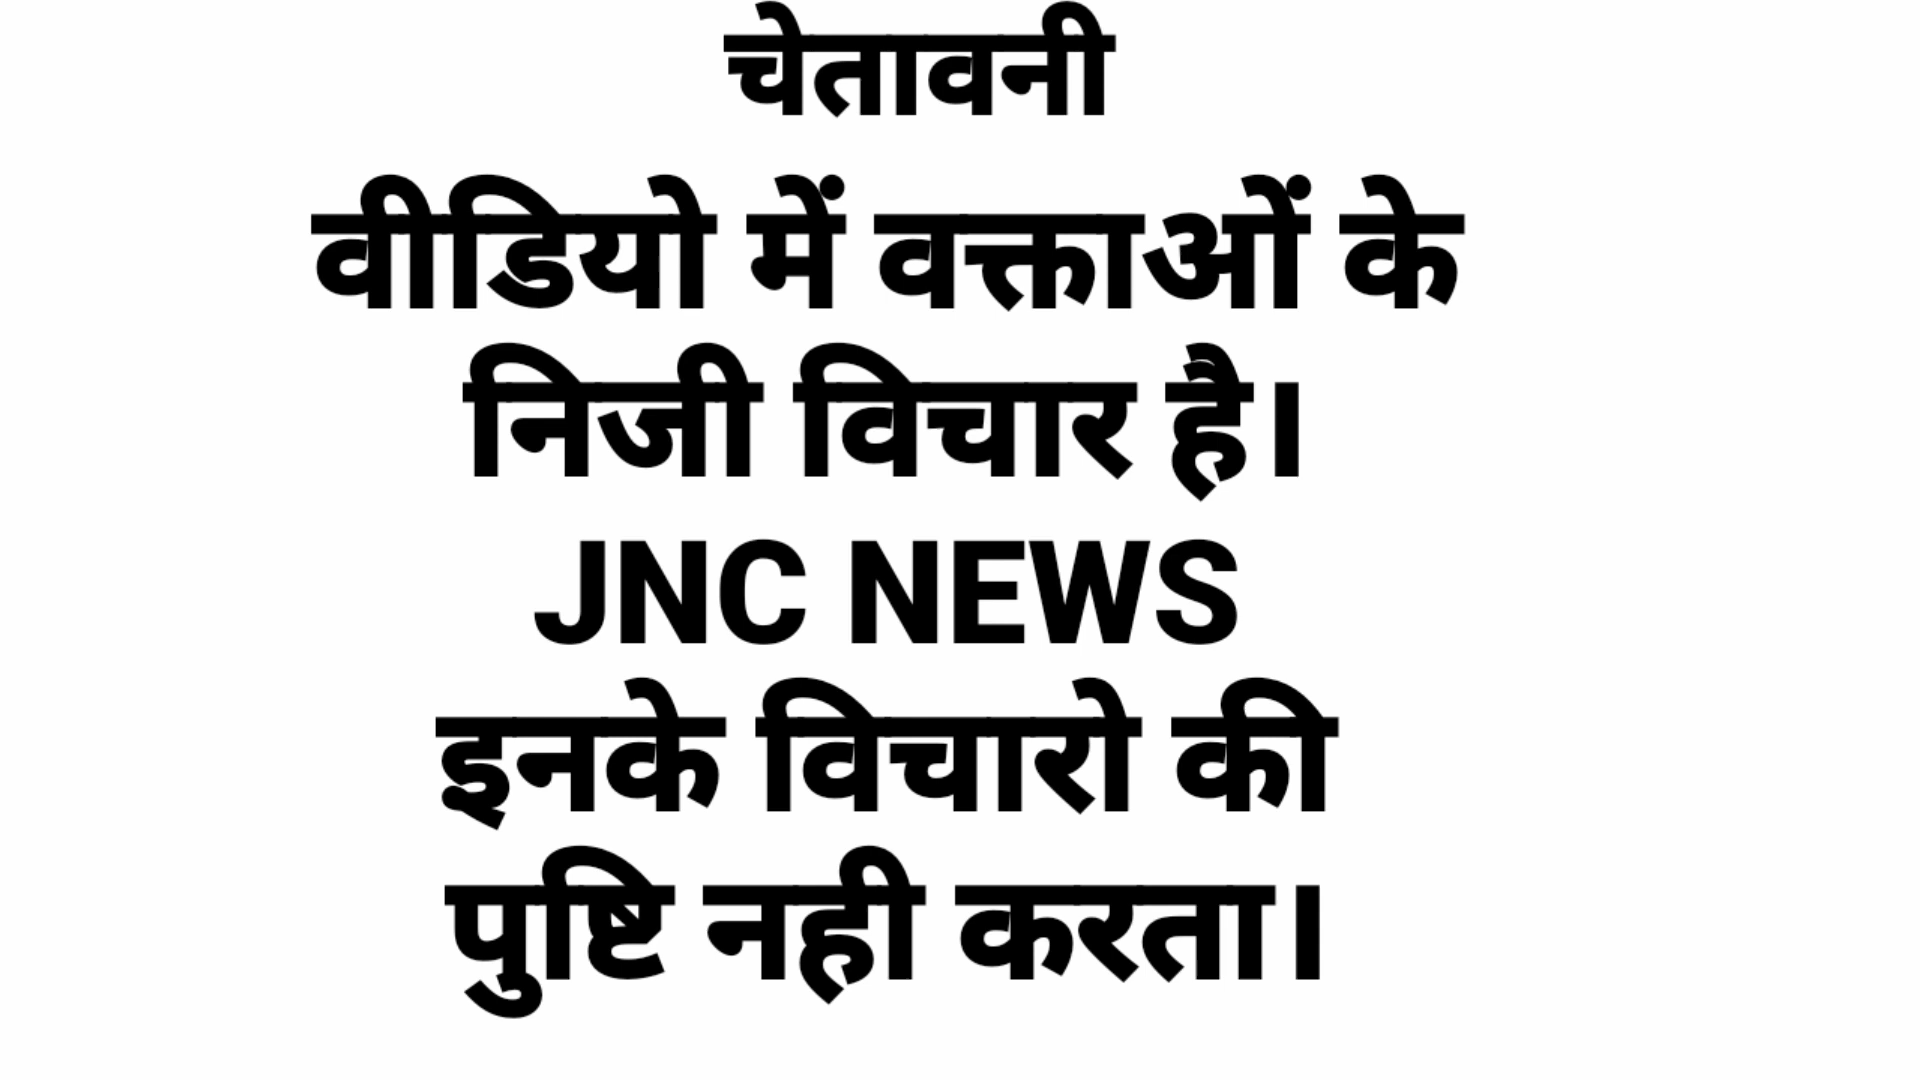 चेतावनी
वीडियो में वक्ताओं के
निजी विचार है।
JNC NEWS
इनके विचारो की
पुष्टि नही करता।